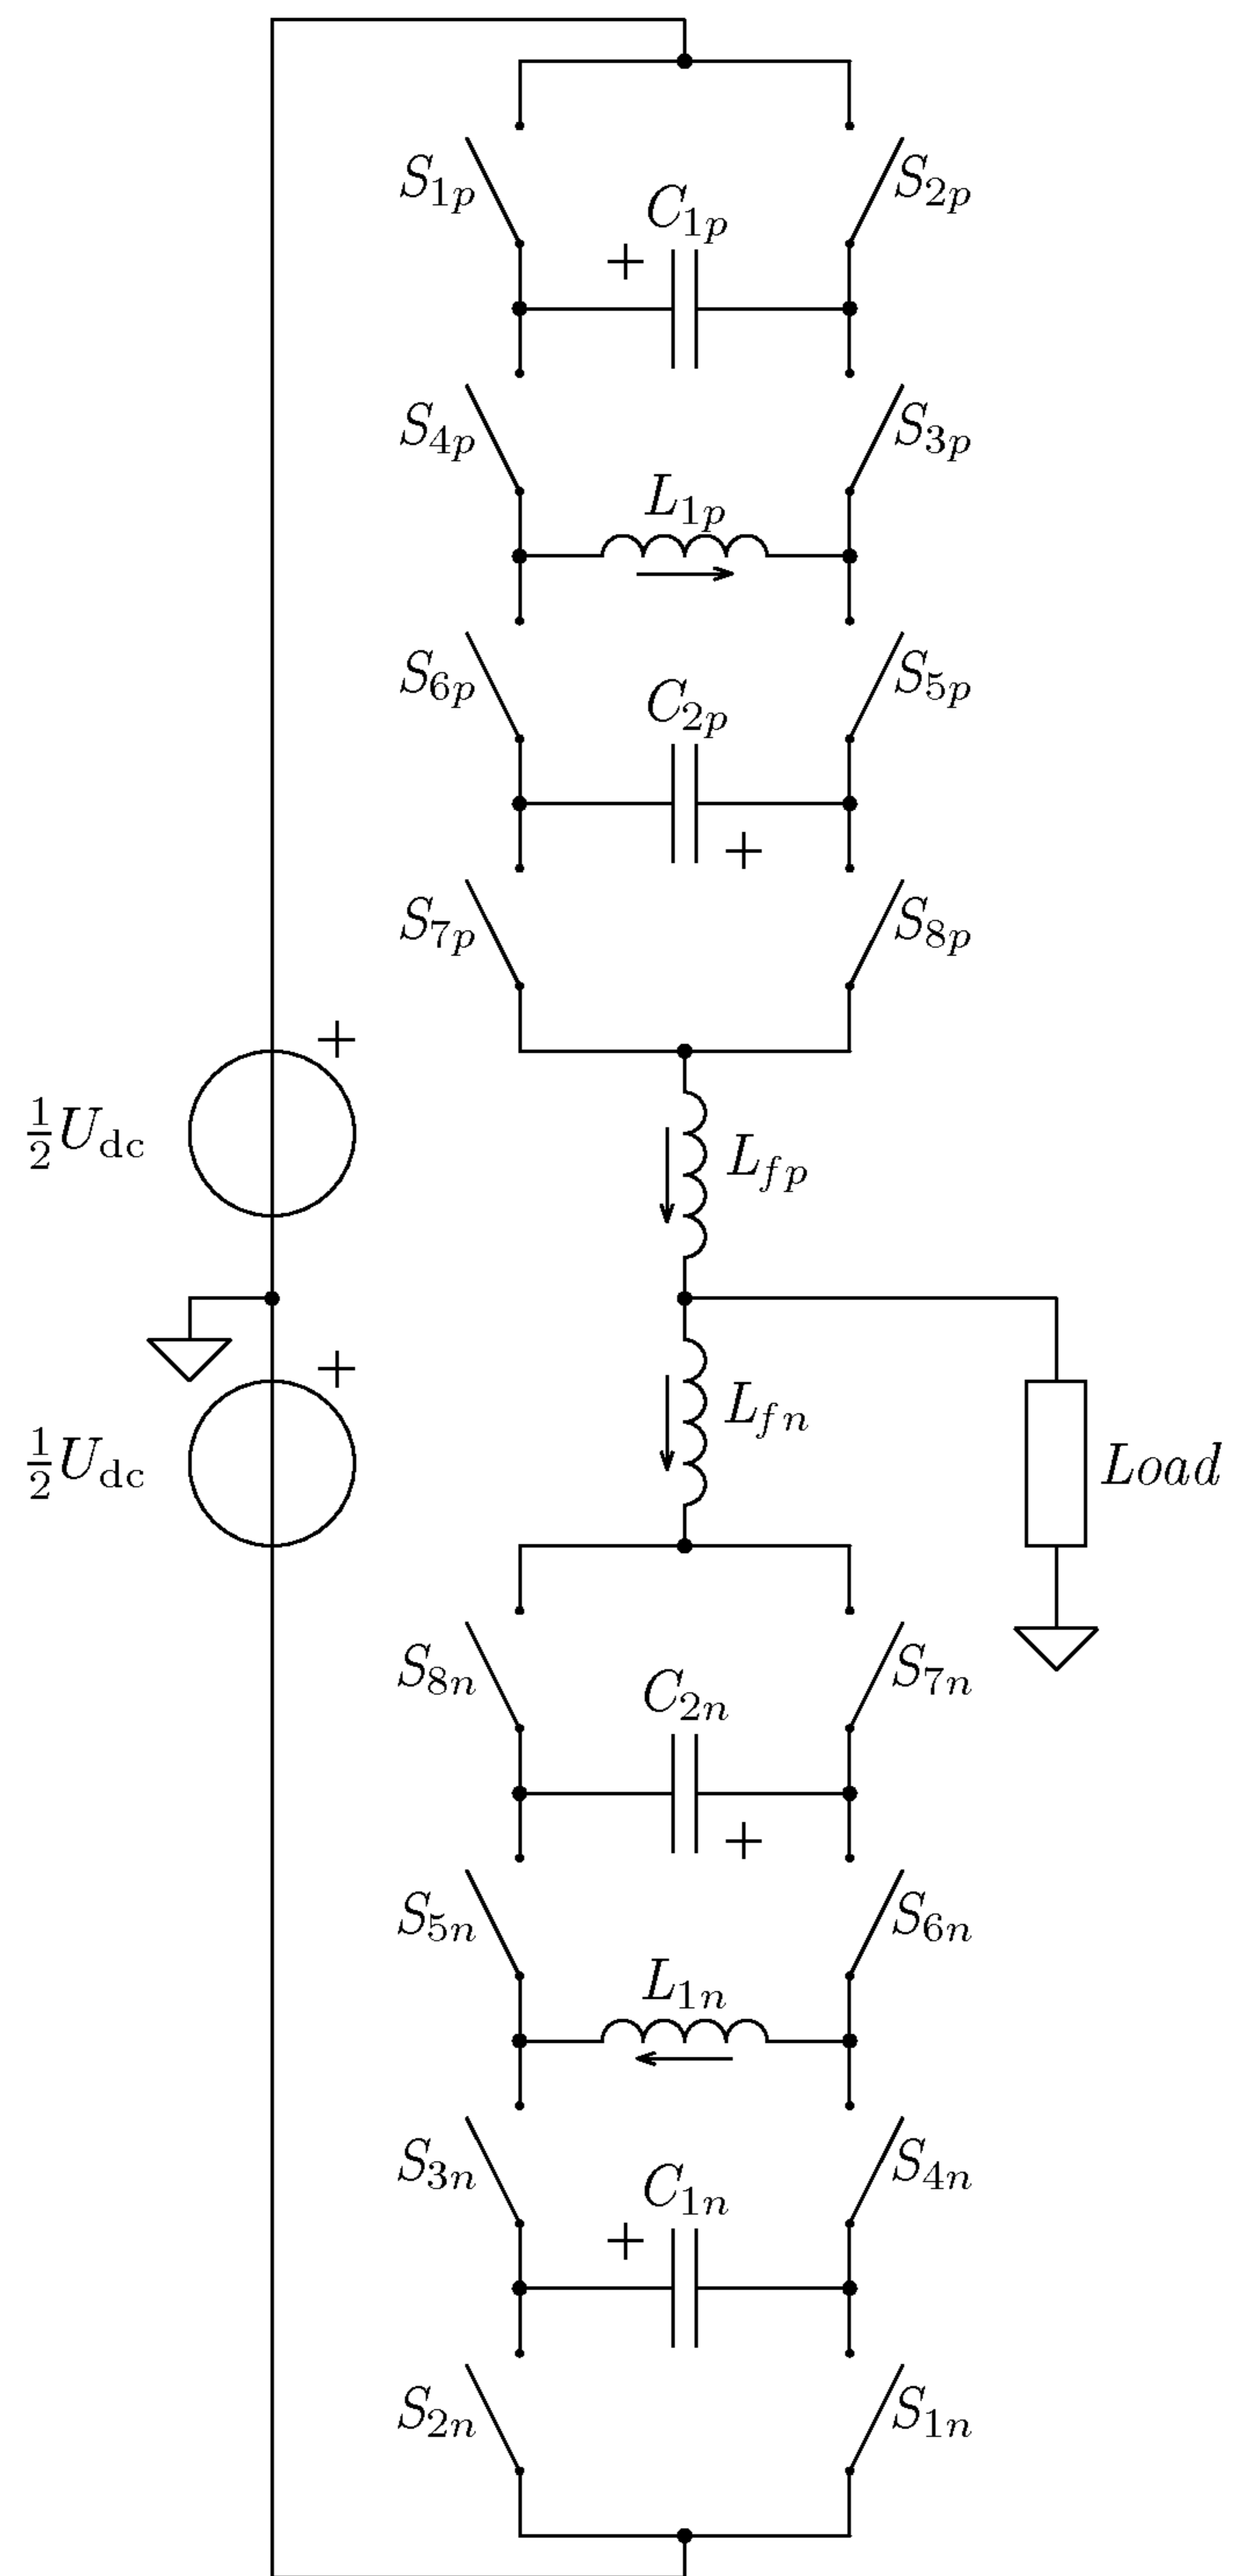 S1p
S2p
C1p
+
S4p
S3p
L1p
S6p
S5p
C2p
+
S7p
S8p
+
½Udc
Lfp
+
Lfn
½Udc
Load
S8n
S7n
C2n
+
S5n
S6n
L1n
S3n
S4n
C1n
+
S2n
S1n